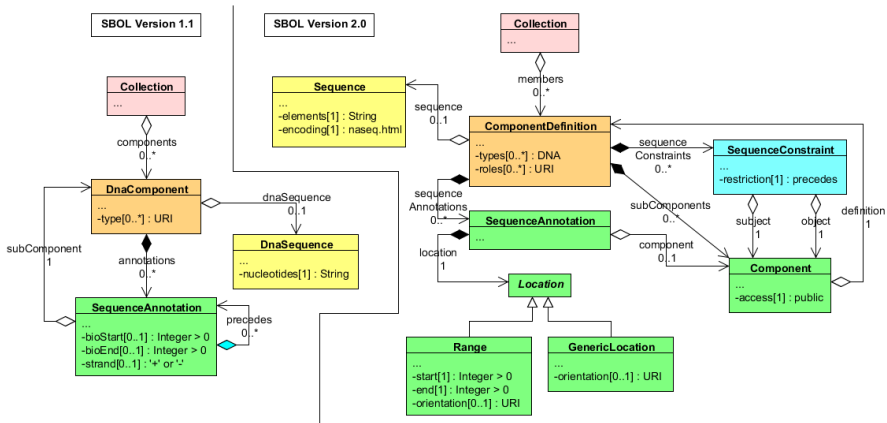 SBOL Version 1.1
SBOL Version 2.0
Collection
...
components
0..*
DnaComponent
...
-type[0..*] : URI
dnaSequence
0..1
DnaSequence
...
-nucleotides[1] : String
subComponent
1
annotations
0..*
SequenceAnnotation
...
-bioStart[0..1] : Integer > 0
-bioEnd[0..1] : Integer > 0
-strand[0..1] : '+' or '-'
precedes
0..*
Collection
...
members
0..*
Sequence
...
-elements[1] : String
-encoding[1] : naseq.html
sequence
0..1
ComponentDefinition
...
-types[0..*] : DNA
-roles[0..*] : URI
sequence
Constraints
0..*
SequenceConstraint
...
-restriction[1] : precedes
sequence
Annotations
0..*
subComponents
0..*
subject
1
object
1
definition
1
SequenceAnnotation
...
location
1
component
0..1
Component
...
-access[1] : public
Location
Range
...
-start[1] : Integer > 0
-end[1] : Integer > 0
-orientation[0..1] : URI
GenericLocation
...
-orientation[0..1] : URI